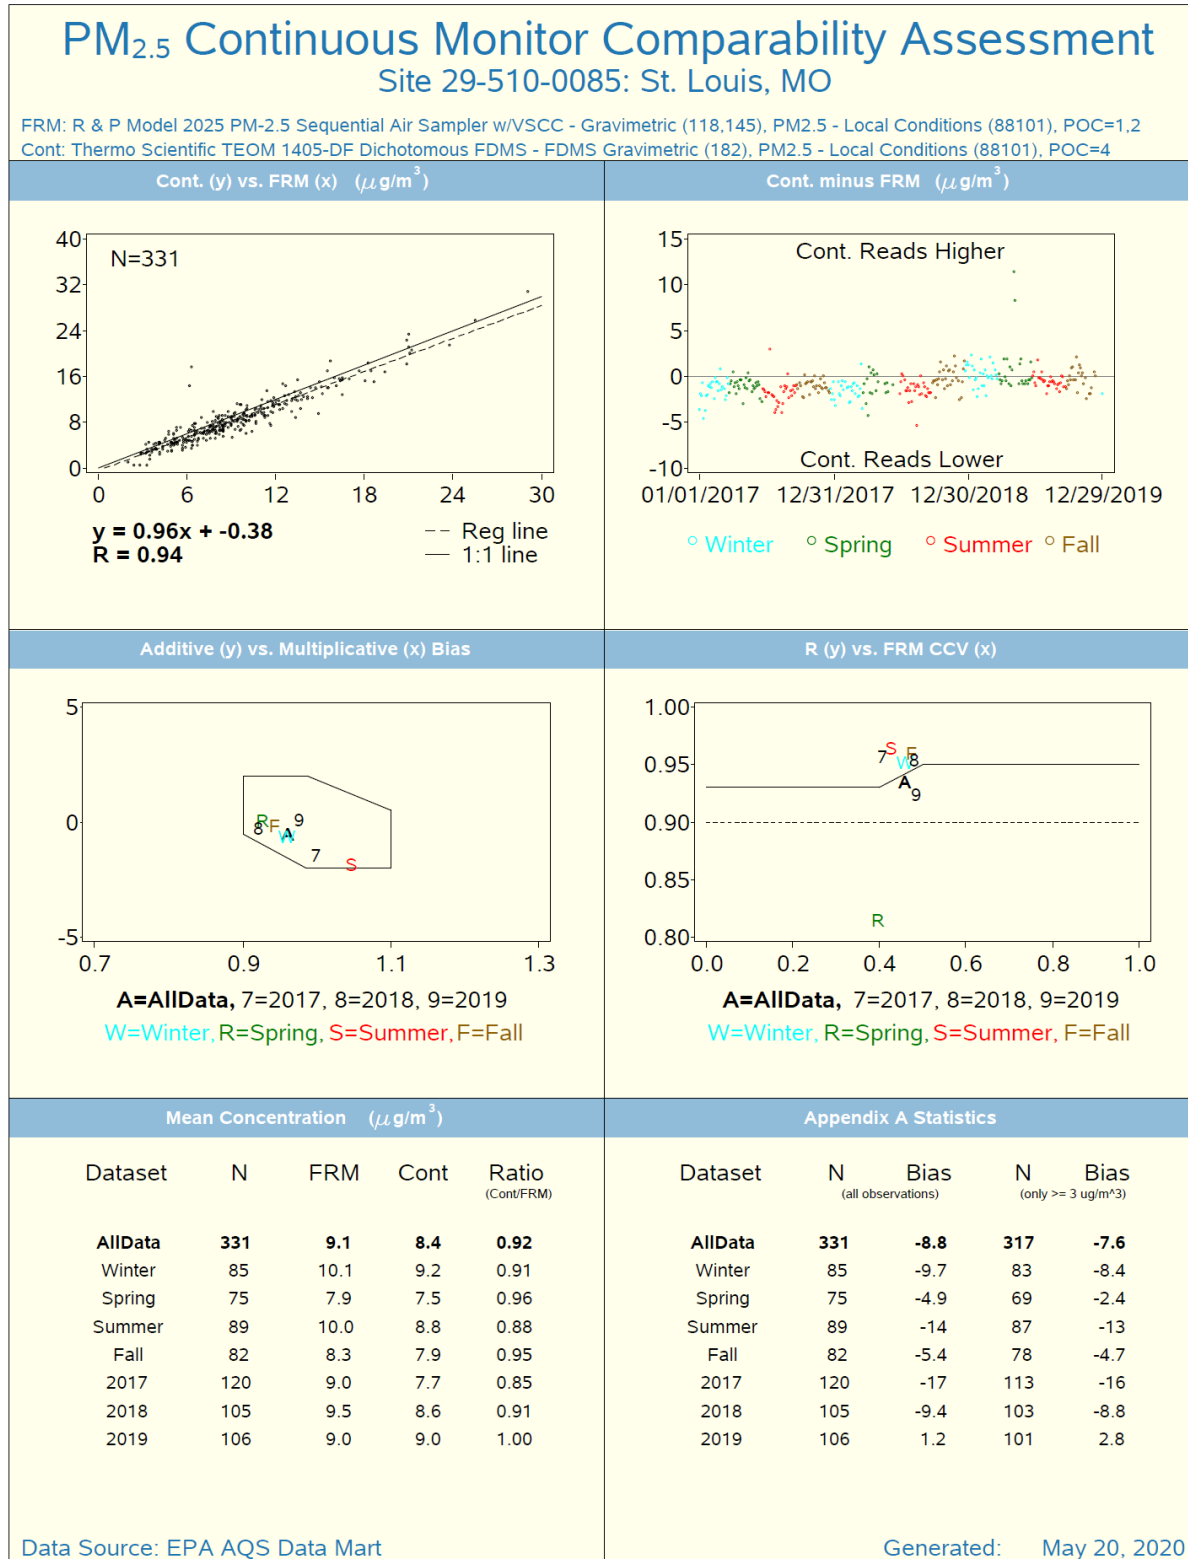 PM2.5 Continuous Monitor Comparability Assessment
Site 29-510-0085: St. Louis, MO
FRM: R & P Model 2025 PM-2.5 Sequential Air Sampler w/VSCC - Gravimetric (118,145), PM2.5 - Local Conditions (88101), POC=1,2
Cont: Thermo Scientific TEOM 1405-DF Dichotomous FDMS - FDMS Gravimetric (182), PM2.5 - Local Conditions (88101), POC=4
Cont. (y) vs. FRM (x) (μg/m³)
40
32
24
16
8
0
N=331
0 6 12 18 24 30
y = 0.96x + -0.38
R = 0.94
Reg line
1:1 line
Cont. minus FRM (μg/m³)
15
10
5
0
-5
-10
Cont. Reads Higher
Cont. Reads Lower
01/01/2017 12/31/2017 12/30/2018 12/29/2019
Winter Spring Summer Fall
Additive (y) vs. Multiplicative (x) Bias
5
0
-5
R
F
8
W
A
9
7
S
0.7 0.9 1.1 1.3
A=AllData, 7=2017, 8=2018, 9=2019
W=Winter, R=Spring, S=Summer, F=Fall
R (y) vs. FRM CCV (x)
1.00
0.95
0.90
0.85
0.80
7
S
W
F
8
A
9
R
0.0 0.2 0.4 0.6 0.8 1.0
A=AllData, 7=2017, 8=2018, 9=2019
W=Winter, R=Spring, S=Summer, F=Fall
Mean Concentration (μg/m³)
Dataset N FRM Cont Ratio
(Cont/FRM)
AllData 331 9.1 8.4 0.92
Winter 85 10.1 9.2 0.91
Spring 75 7.9 7.5 0.96
Summer 89 10.0 8.8 0.88
Fall 82 8.3 7.9 0.95
2017 120 9.0 7.7 0.85
2018 105 9.5 8.6 0.91
2019 106 9.0 9.0 1.00
Appendix A Statistics
Dataset N Bias N Bias
(all observations) (only >= 3 ug/m^3)
AllData 331 -8.8 317 -7.6
Winter 85 -9.7 83 -8.4
Spring 75 -4.9 69 -2.4
Summer 89 -14 87 -13
Fall 82 -5.4 78 -4.7
2017 120 -17 113 -16
2018 105 -9.4 103 -8.8
2019 106 1.2 101 2.8
Data Source: EPA AQS Data Mart
Generated: May 20, 2020